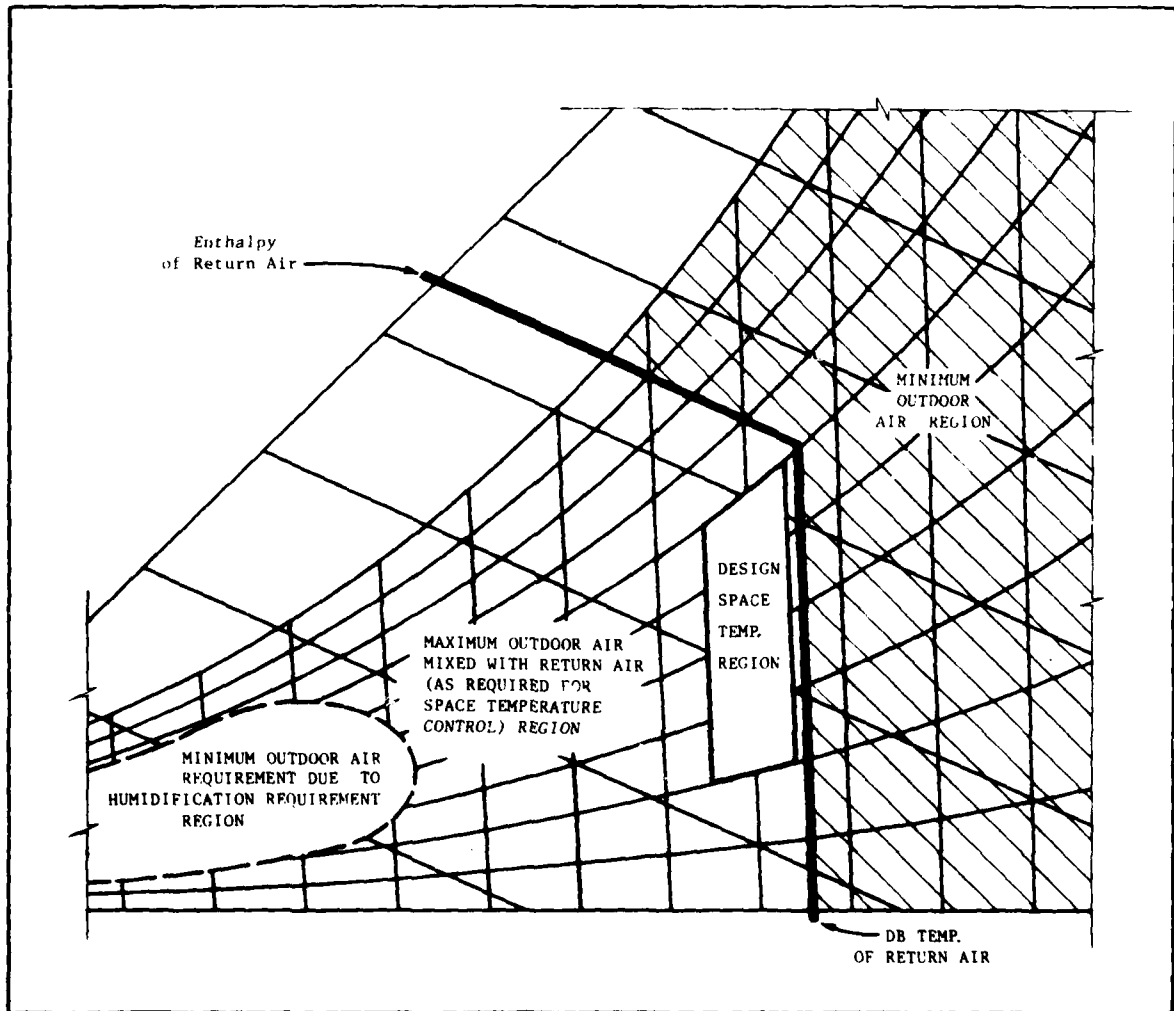 Enthalpy
of Return Air
MINIMUM
OUTDOOR
AIR REGION
DESIGN
SPACE
TEMP.
REGION
MAXIMUM OUTDOOR AIR
MIXED WITH RETURN AIR
(AS REQUIRED FOR
SPACE TEMPERATURE
CONTROL) REGION
MINIMUM OUTDOOR AIR
REQUIREMENT DUE TO
HUMIDIFICATION REQUIREMENT
REGION
DB TEMP.
OF RETURN AIR